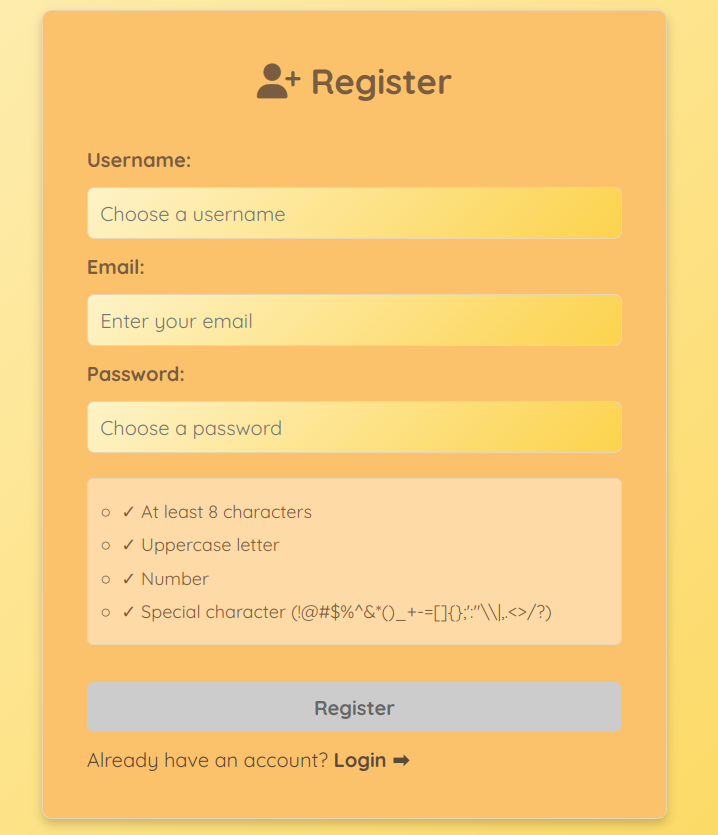 Register
Username:
Choose a username
Email:
Enter your email
Password:
Choose a password
○ ✓ At least 8 characters
○ ✓ Uppercase letter
○ ✓ Number
○ ✓ Special character (!@#$%^&*()_+-=[]{};':"\\|,.<>/?)
Register
Already have an account? Login ➡